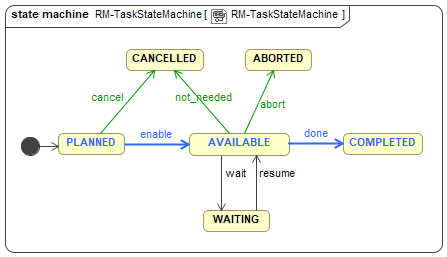 state machine RM-TaskStateMachine [ RM-TaskStateMachine ]
CANCELLED
ABORTED
cancel
not_needed
abort
PLANNED
enable
AVAILABLE
done
COMPLETED
wait
resume
WAITING